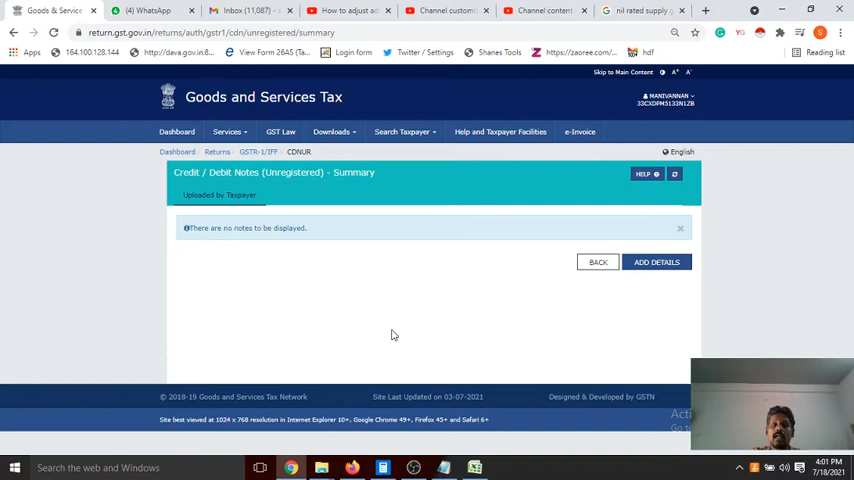 Goods & Service
(4) WhatsApp
Inbox (11,087) - s
How to adjust ad
Channel custom
Channel content
nil rated supply g
return.gst.gov.in/returns/auth/gstr1/cdn/unregistered/summary
Apps
164.100.128.144
http://dava.gov.in:8...
View Form 26AS (Ta...
Login form
Twitter / Settings
Shanes Tools
https://zaoree.com/...
hdf
Reading list
Skip to Main Content A+ A-
Goods and Services Tax
MANIVANNAN
33CXDPM5133N1ZB
Dashboard Services GST Law Downloads Search Taxpayer Help and Taxpayer Facilities e-Invoice
Dashboard Returns GSTR-1/IFF CDNUR
English
Credit / Debit Notes (Unregistered) - Summary
HELP
Uploaded by Taxpayer
There are no notes to be displayed.
BACK
ADD DETAILS
© 2018-19 Goods and Services Tax Network
Site Last Updated on 03-07-2021
Designed & Developed by GSTN
Site best viewed at 1024 x 768 resolution in Internet Explorer 10+, Google Chrome 49+, Firefox 45+ and Safari 6+
Acti
Go to
Search the web and Windows
4:01 PM
7/18/2021